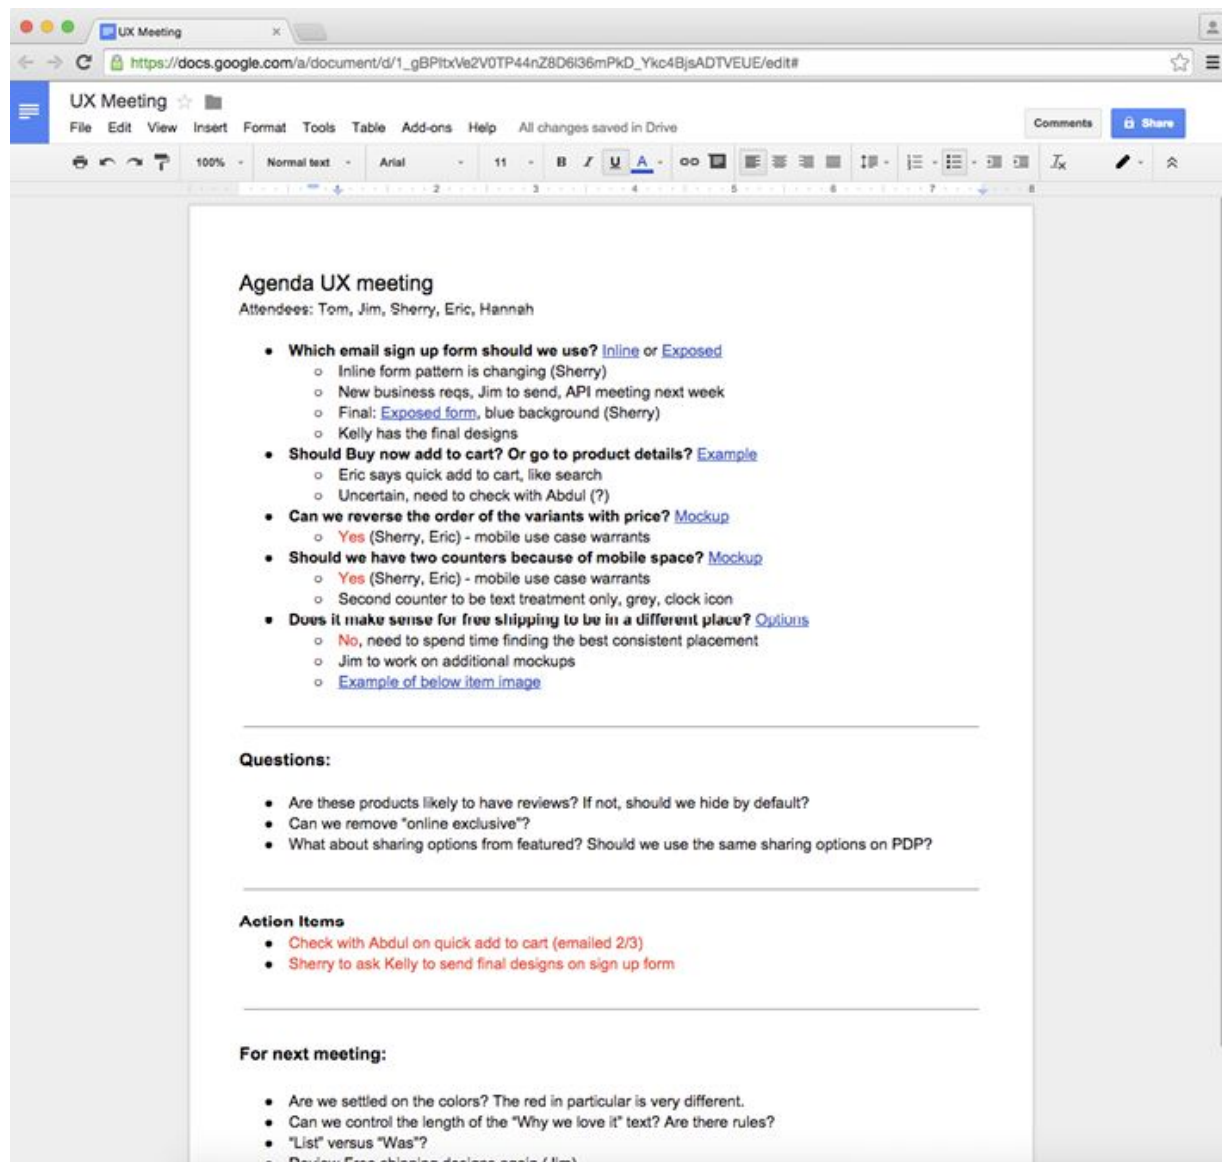 UX Meeting
https://docs.google.com/a/document/d/1_gBPltxVe2V0TP44nZ8D6l36mPkD_Ykc4BjsADTVEUE/edit#
UX Meeting
File Edit View Insert Format Tools Table Add-ons Help All changes saved in Drive
Comments
Share
100% Normal text Arial 11 B I U A
2 3 4 5 6 7 8
Agenda UX meeting
Attendees: Tom, Jim, Sherry, Eric, Hannah
● Which email sign up form should we use? Inline or Exposed
○ Inline form pattern is changing (Sherry)
○ New business reqs, Jim to send, API meeting next week
○ Final: Exposed form, blue background (Sherry)
○ Kelly has the final designs
● Should Buy now add to cart? Or go to product details? Example
○ Eric says quick add to cart, like search
○ Uncertain, need to check with Abdul (?)
● Can we reverse the order of the variants with price? Mockup
○ Yes (Sherry, Eric) - mobile use case warrants
● Should we have two counters because of mobile space? Mockup
○ Yes (Sherry, Eric) - mobile use case warrants
○ Second counter to be text treatment only, grey, clock icon
● Does it make sense for free shipping to be in a different place? Options
○ No, need to spend time finding the best consistent placement
○ Jim to work on additional mockups
○ Example of below item image
Questions:
● Are these products likely to have reviews? If not, should we hide by default?
● Can we remove "online exclusive"?
● What about sharing options from featured? Should we use the same sharing options on PDP?
Action Items
● Check with Abdul on quick add to cart (emailed 2/3)
● Sherry to ask Kelly to send final designs on sign up form
For next meeting:
● Are we settled on the colors? The red in particular is very different.
● Can we control the length of the "Why we love it" text? Are there rules?
● "List" versus "Was"?
● Review Free shipping designs again (Jim)